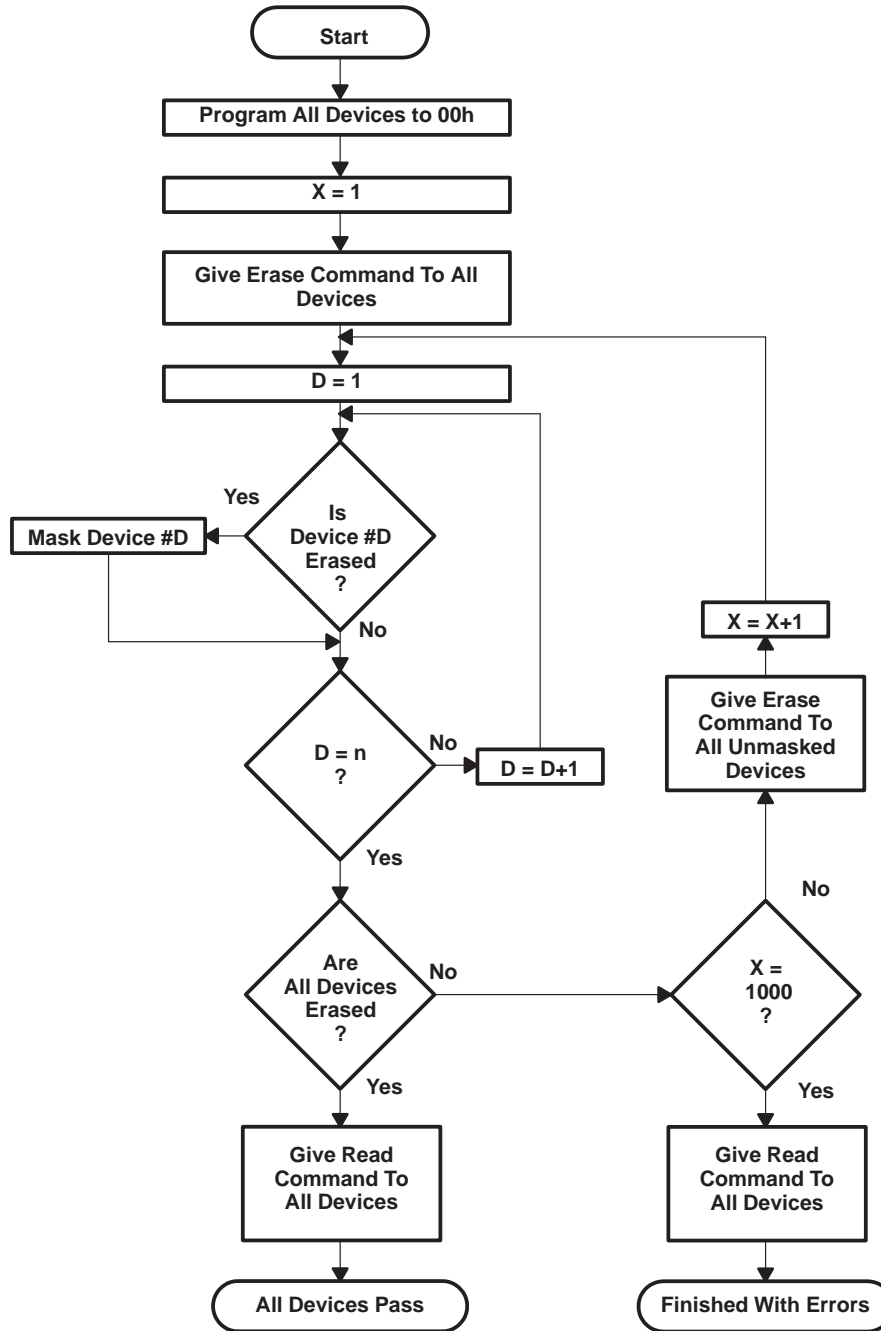 Start
Program All Devices to 00h
X = 1
Give Erase Command To All
Devices
D = 1
Yes
Is
Device #D
Erased
?
Mask Device #D
No
X = X+1
Give Erase
Command To
All Unmasked
Devices
D = n
?
No
D = D+1
Yes
No
Are
All Devices
Erased
?
No
X =
1000
?
Yes
Yes
Give Read
Command To
All Devices
Give Read
Command To
All Devices
All Devices Pass
Finished With Errors